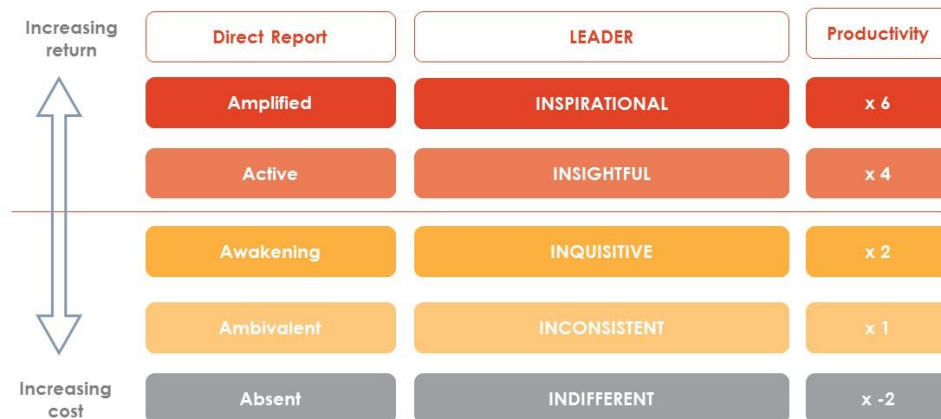 Increasing
return
Direct Report
LEADER
Productivity
Amplified
INSPIRATIONAL
x 6
Active
INSIGHTFUL
x 4
Awakening
INQUISITIVE
x 2
Ambivalent
INCONSISTENT
x 1
Increasing
cost
Absent
INDIFFERENT
x -2